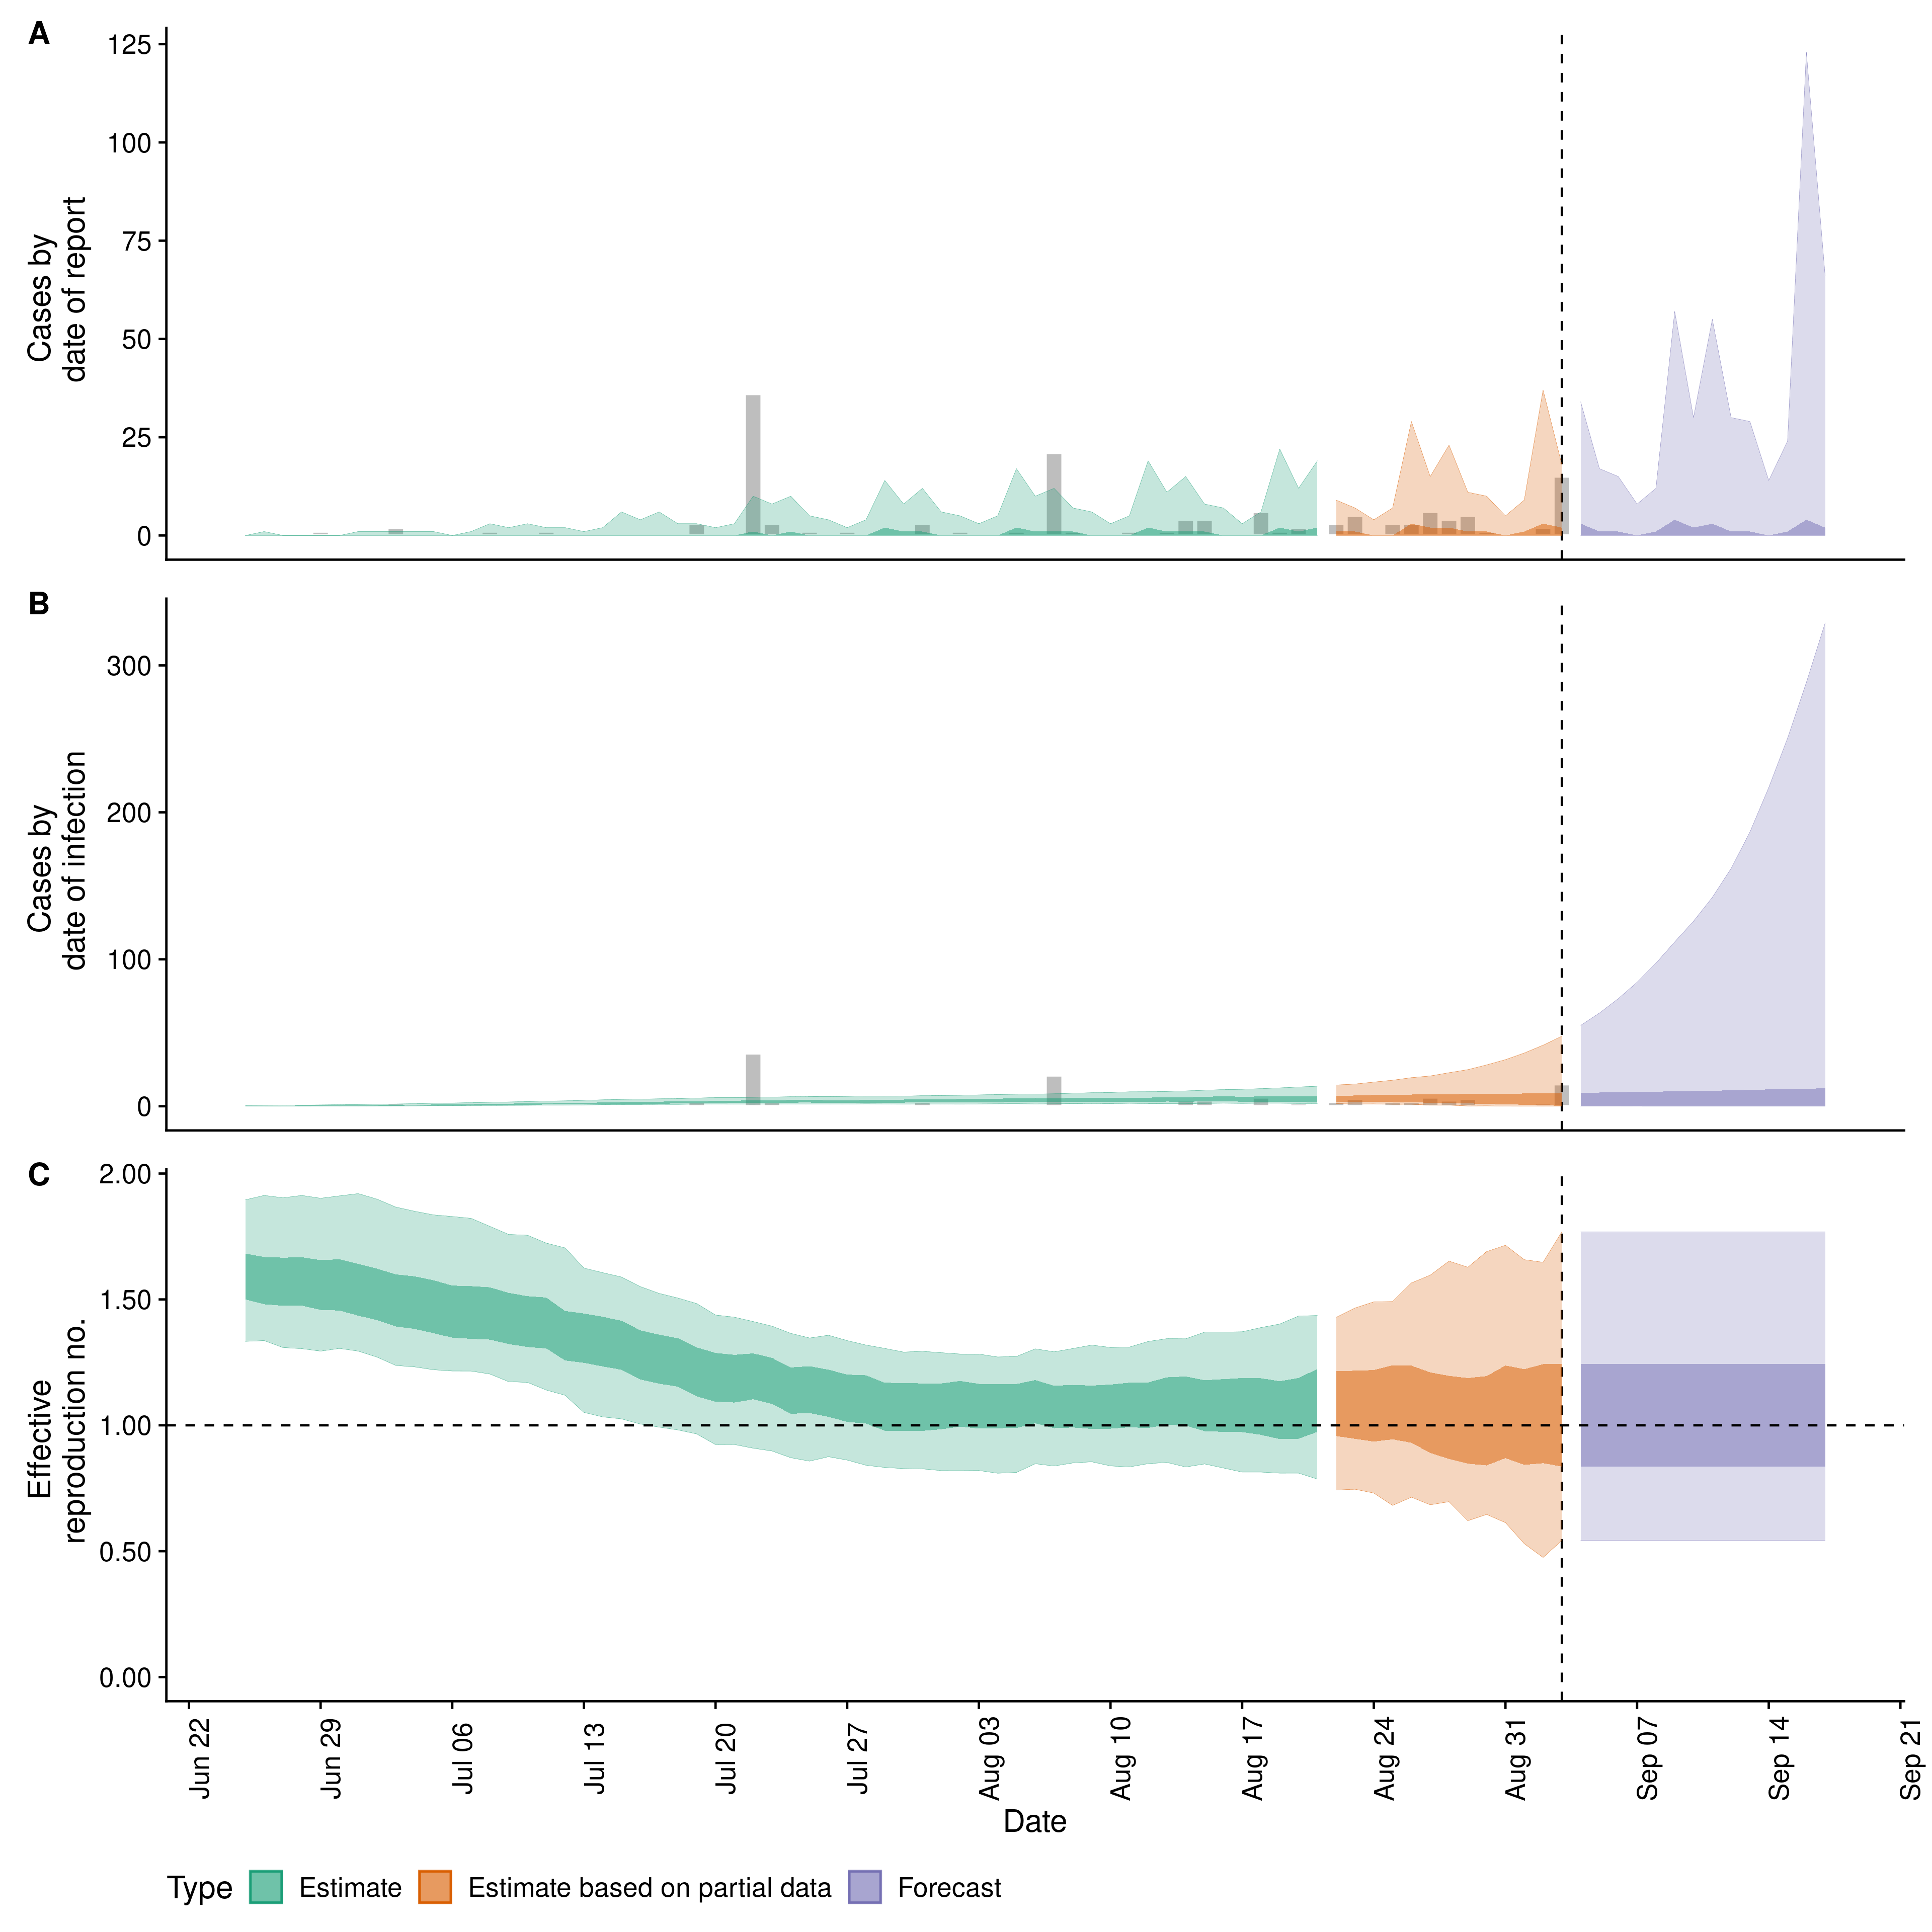 A
Cases by
date of report
125
100
75
50
25
0
B
Cases by
date of infection
300
200
100
0
C
Effective
reproduction no.
2.00
1.50
1.00
0.50
0.00
Jun 22
Jun 29
Jul 06
Jul 13
Jul 20
Jul 27
Aug 03
Aug 10
Aug 17
Aug 24
Aug 31
Sep 07
Sep 14
Sep 21
Date
Type
Estimate
Estimate based on partial data
Forecast